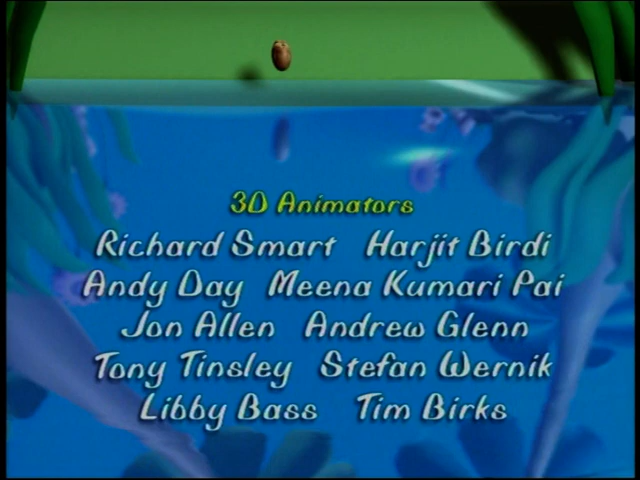 3D Animators
Richard Smart Harjit Birdi
Andy Day Meena Kumari Pai
Jon Allen Andrew Glenn
Tony Tinsley Stefan Wernik
Libby Bass Tim Birks